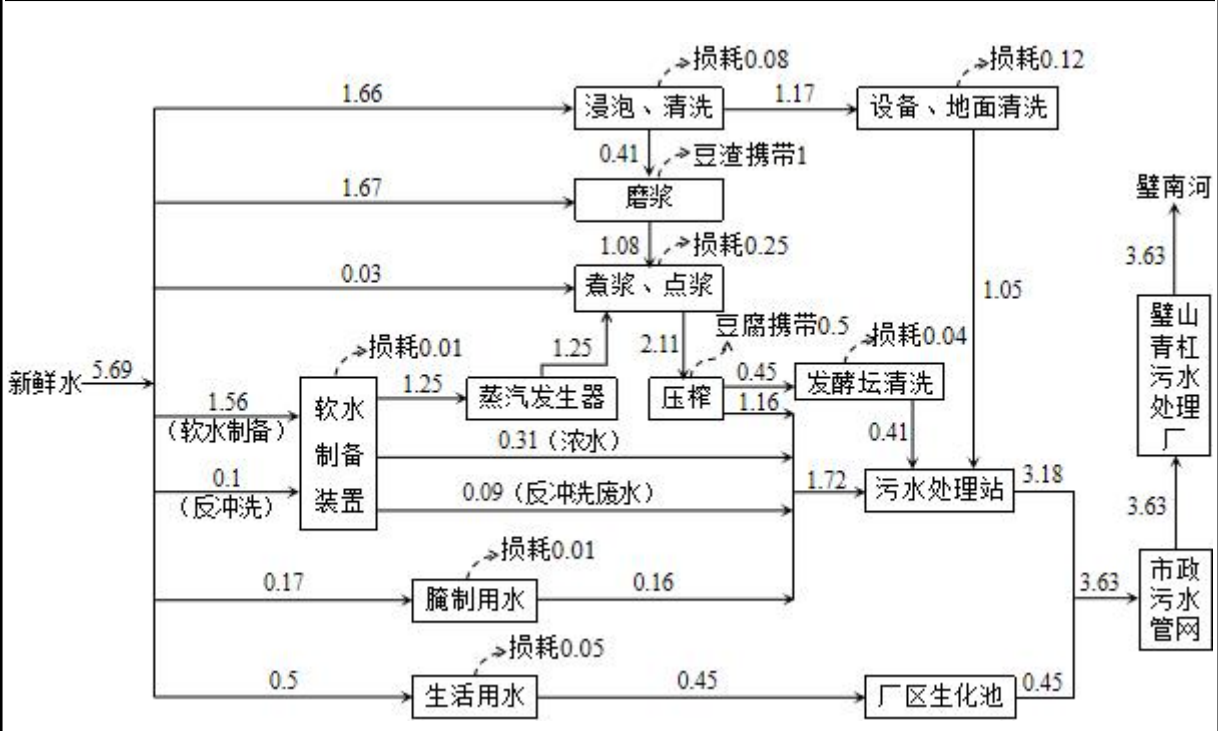 损耗0.08
损耗0.12
1.66
浸泡、清洗
1.17
设备、地面清洗
0.41
豆渣携带1
1.67
磨浆
璧南河
1.08
损耗0.25
3.63
0.03
煮浆、点浆
1.05
璧山
青杠
污水
处理
厂
豆腐携带0.5
损耗0.04
损耗0.01
1.25
2.11
新鲜水
5.69
1.25
蒸汽发生器
压榨
0.45
发酵坛清洗
1.56
(软水制备)
软水
制备
装置
1.16
0.31(浓水)
0.41
0.1
(反冲洗)
0.09(反冲先废水)
1.72
污水处理站
3.18
3.63
损耗0.01
0.17
腌制用水
0.16
3.63
市政
污水
管网
损耗0.05
0.5
生活用水
0.45
厂区生化池
0.45